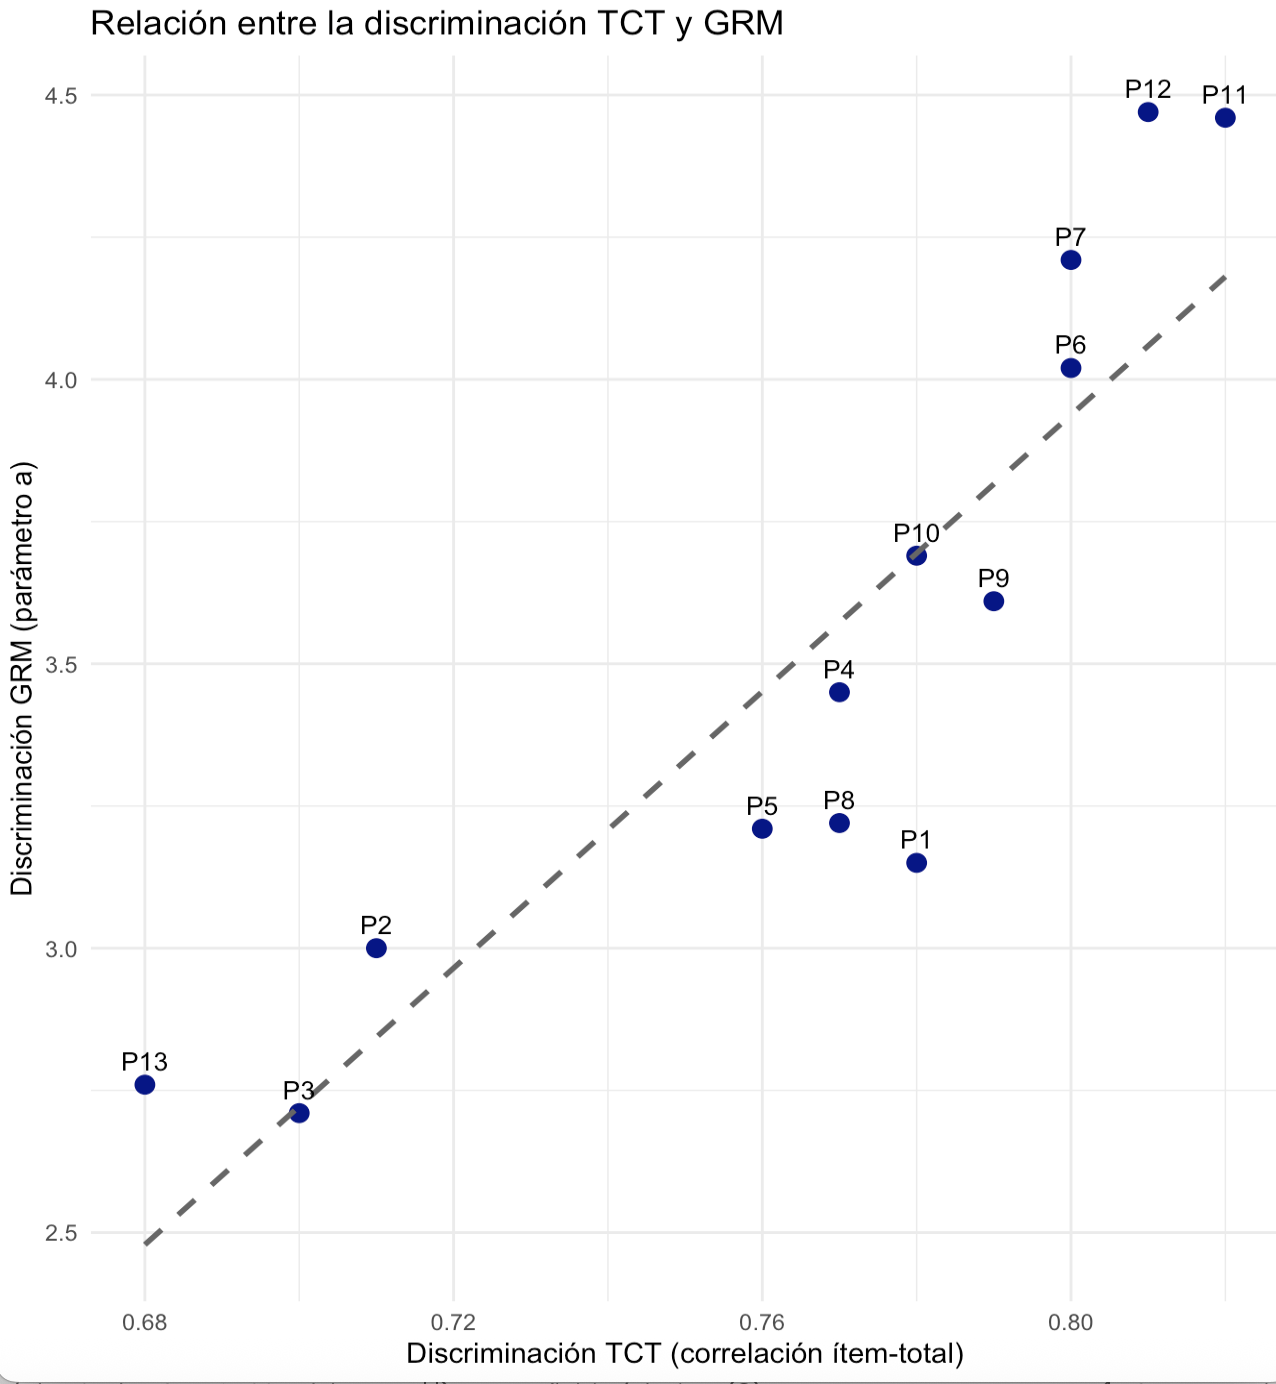 Relación entre la discriminación TCT y GRM
4.5
4.0
3.5
3.0
2.5
Discriminación GRM (parámetro a)
P12
P11
P7
P6
P10
P9
P4
P5
P8
P1
P2
P13
P3
0.68
0.72
0.76
0.80
Discriminación TCT (correlación ítem-total)